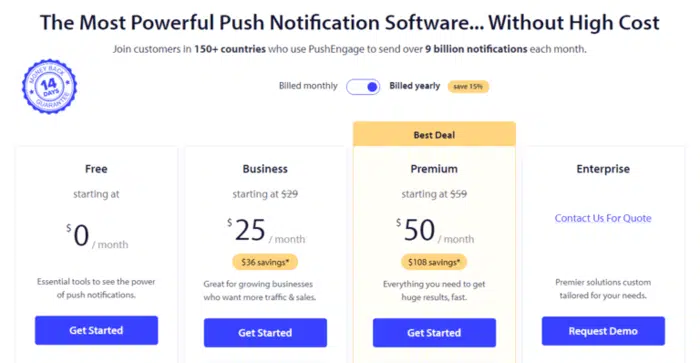 The Most Powerful Push Notification Software... Without High Cost
Join customers in 150+ countries who use PushEngage to send over 9 billion notifications each month.
MONEY BACK
14
DAYS
GUARANTEE
Billed monthly
Billed yearly
save 15%
Best Deal
Free
starting at
$0 / month
Essential tools to see the power
of push notifications.
Get Started
Business
starting at $29
$25 / month
$36 savings*
Great for growing businesses
who want more traffic & sales.
Get Started
Premium
starting at $59
$50 / month
$108 savings*
Everything you need to get
huge results, fast.
Get Started
Enterprise
Contact Us For Quote
Premier solutions custom
tailored for your needs.
Request Demo